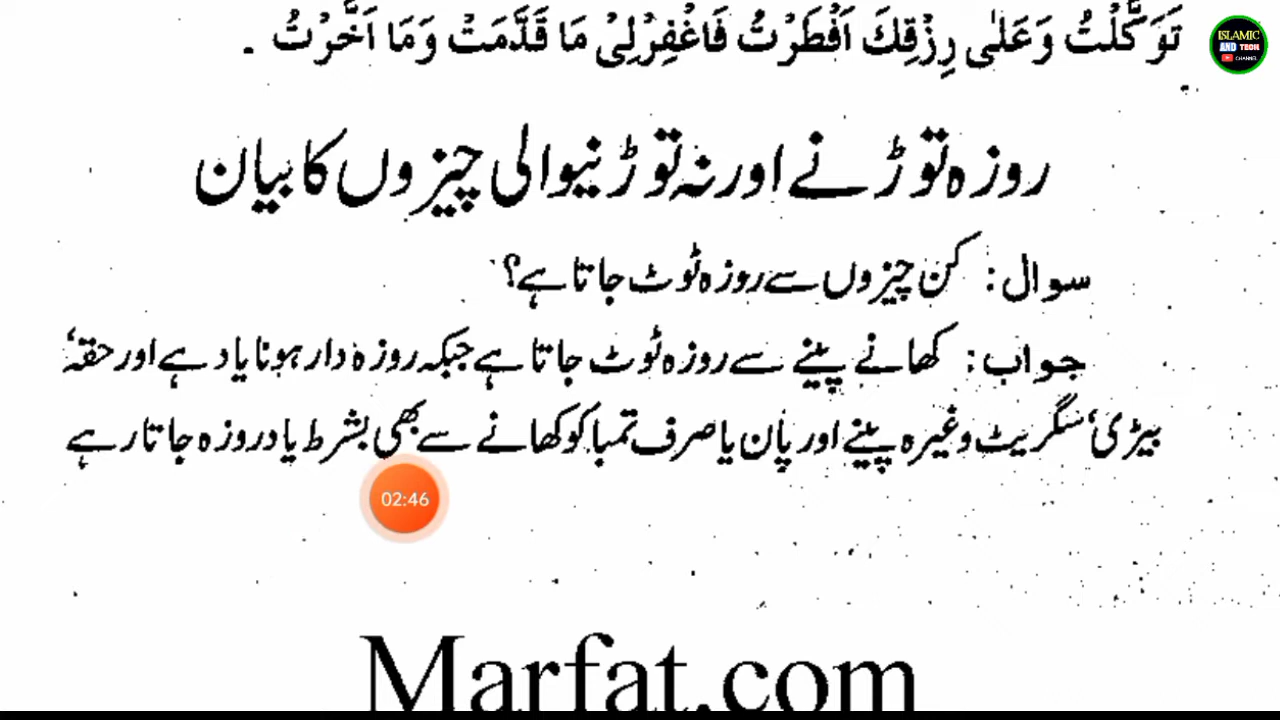 تَوَكَّلْتُ وَعَلٰى رِزْقِكَ اَفْطَرْتُ فَاغْفِرْلِیْ مَا قَدَّمَتْ وَمَا اَخَّرْتُ ۔
ISLAMIC
AND TECH
CHANNEL
روزہ توڑنے اور نہ توڑنیوالی چیزوں کا بیان
سوال: کن چیزوں سے روزہ ٹوٹ جاتا ہے؟
جواب: کھانے پینے سے روزہ ٹوٹ جاتا ہے جبکہ روزہ دار ہونا یاد ہے اور حقہ‘
بیڑی‘ سگریٹ وغیرہ پینے اور پان یا صرف تمباکو کھانے سے بھی بشرط یاد روزہ جاتا رہے
02:46
Marfat.com